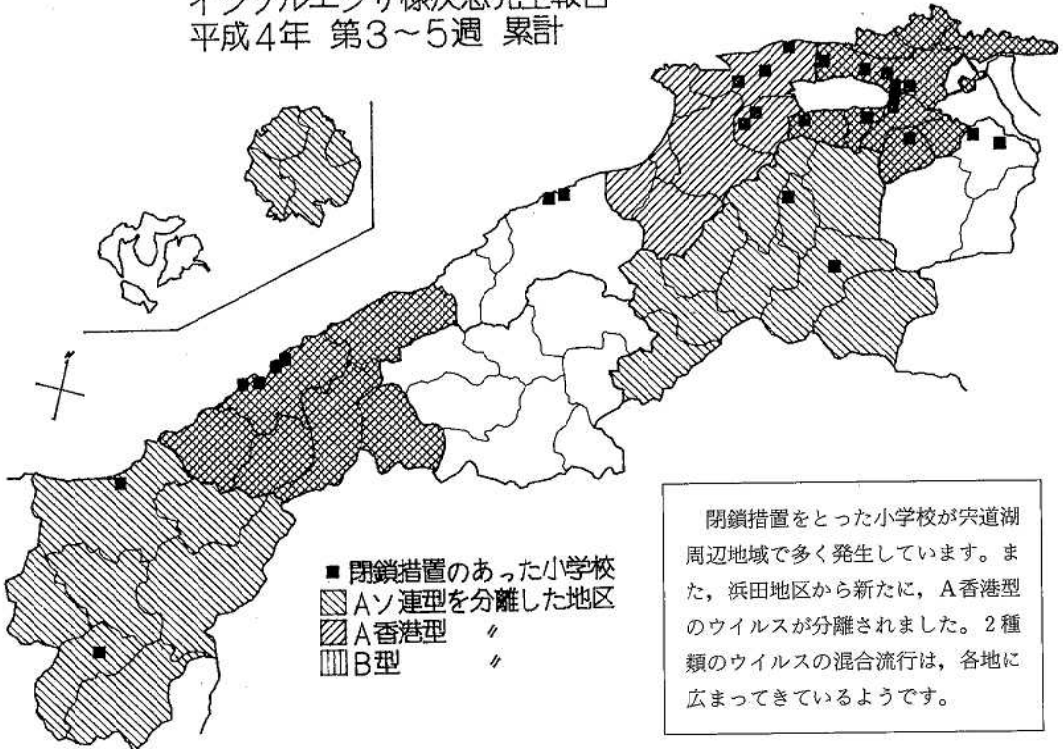 インフルエンザ様疾患発生報告
平成4年 第3～5週 累計
■ 閉鎖措置のあった小学校
Aソ連型を分離した地区
A香港型 〃
B型 〃
閉鎖措置をとった小学校が宍道湖
周辺地域で多く発生しています。ま
た，浜田地区から新たに，A香港型
のウイルスが分離されました。2種
類のウイルスの混合流行は，各地に
広まってきているようです。